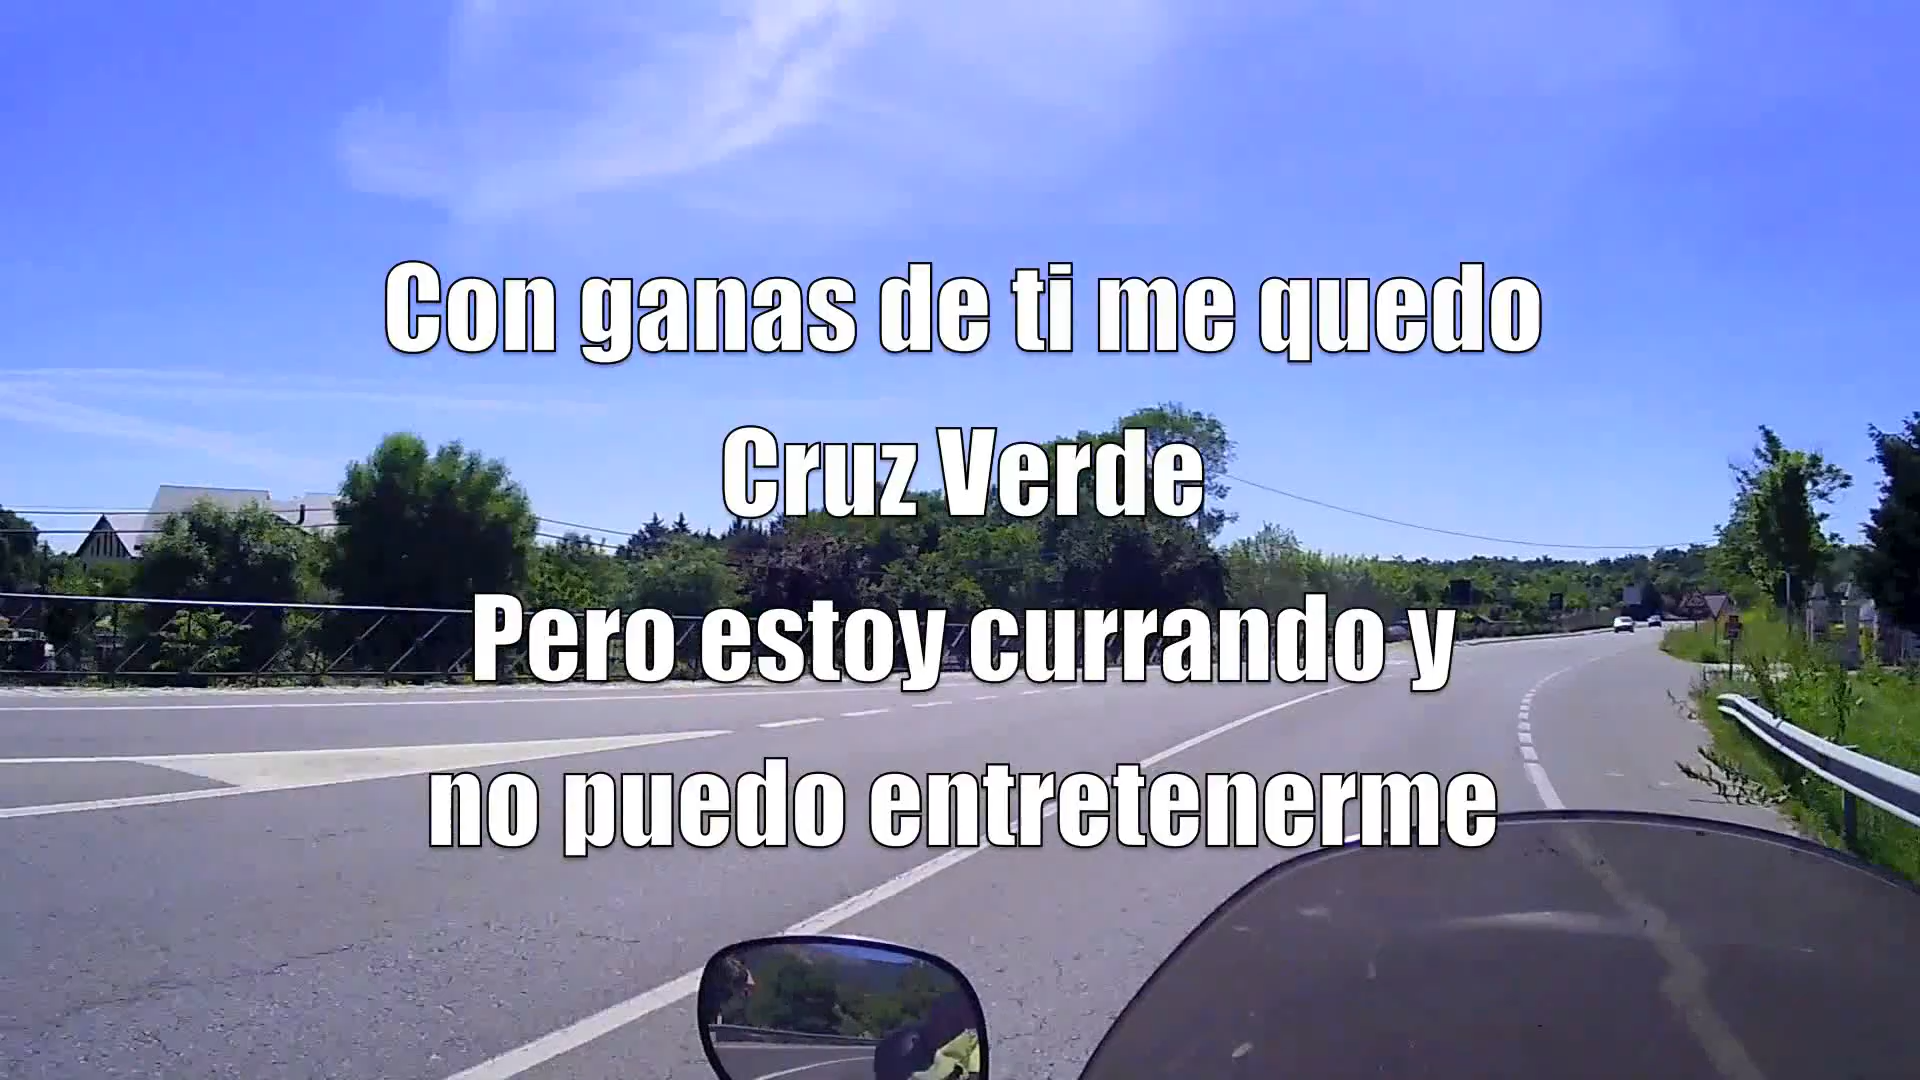 Con ganas de ti me quedo
Cruz Verde
Pero estoy currando y
no puedo entretenerme